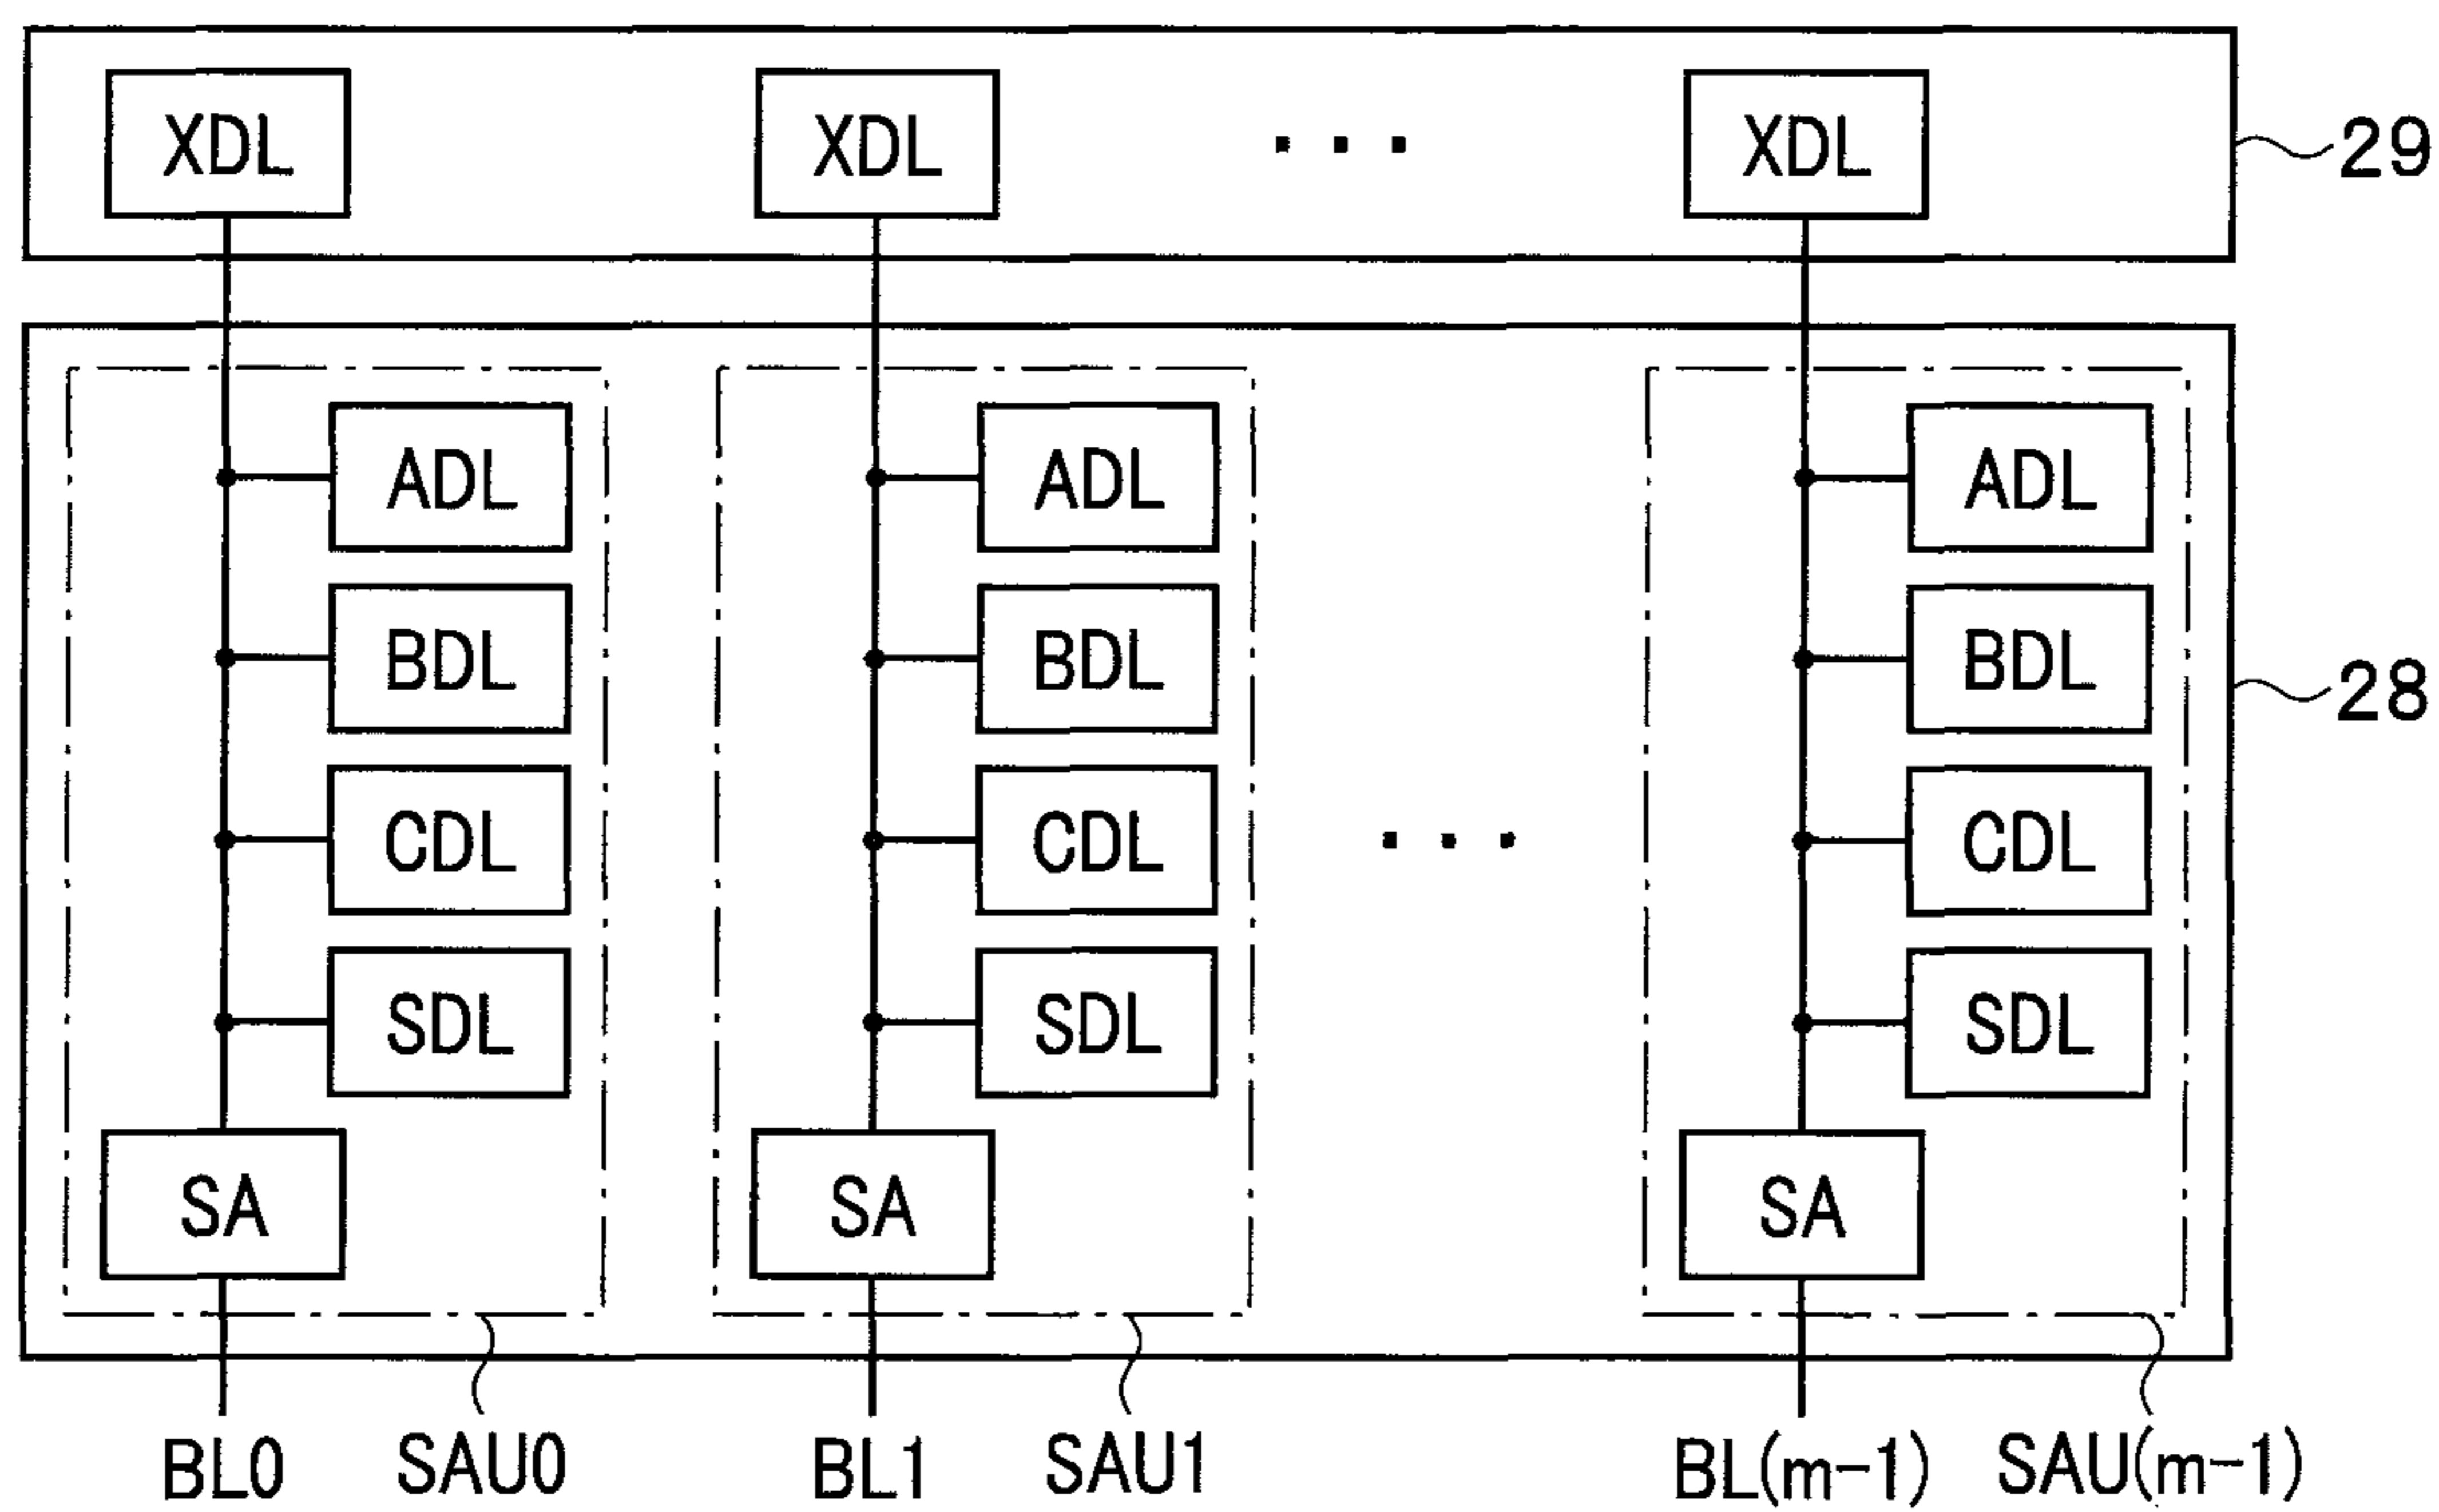 XDL XDL ... XDL 29
ADL ADL ADL
BDL BDL BDL 28
CDL CDL ... CDL
SDL SDL SDL
SA SA SA
BL0 SAU0 BL1 SAU1 BL(m-1) SAU(m-1)